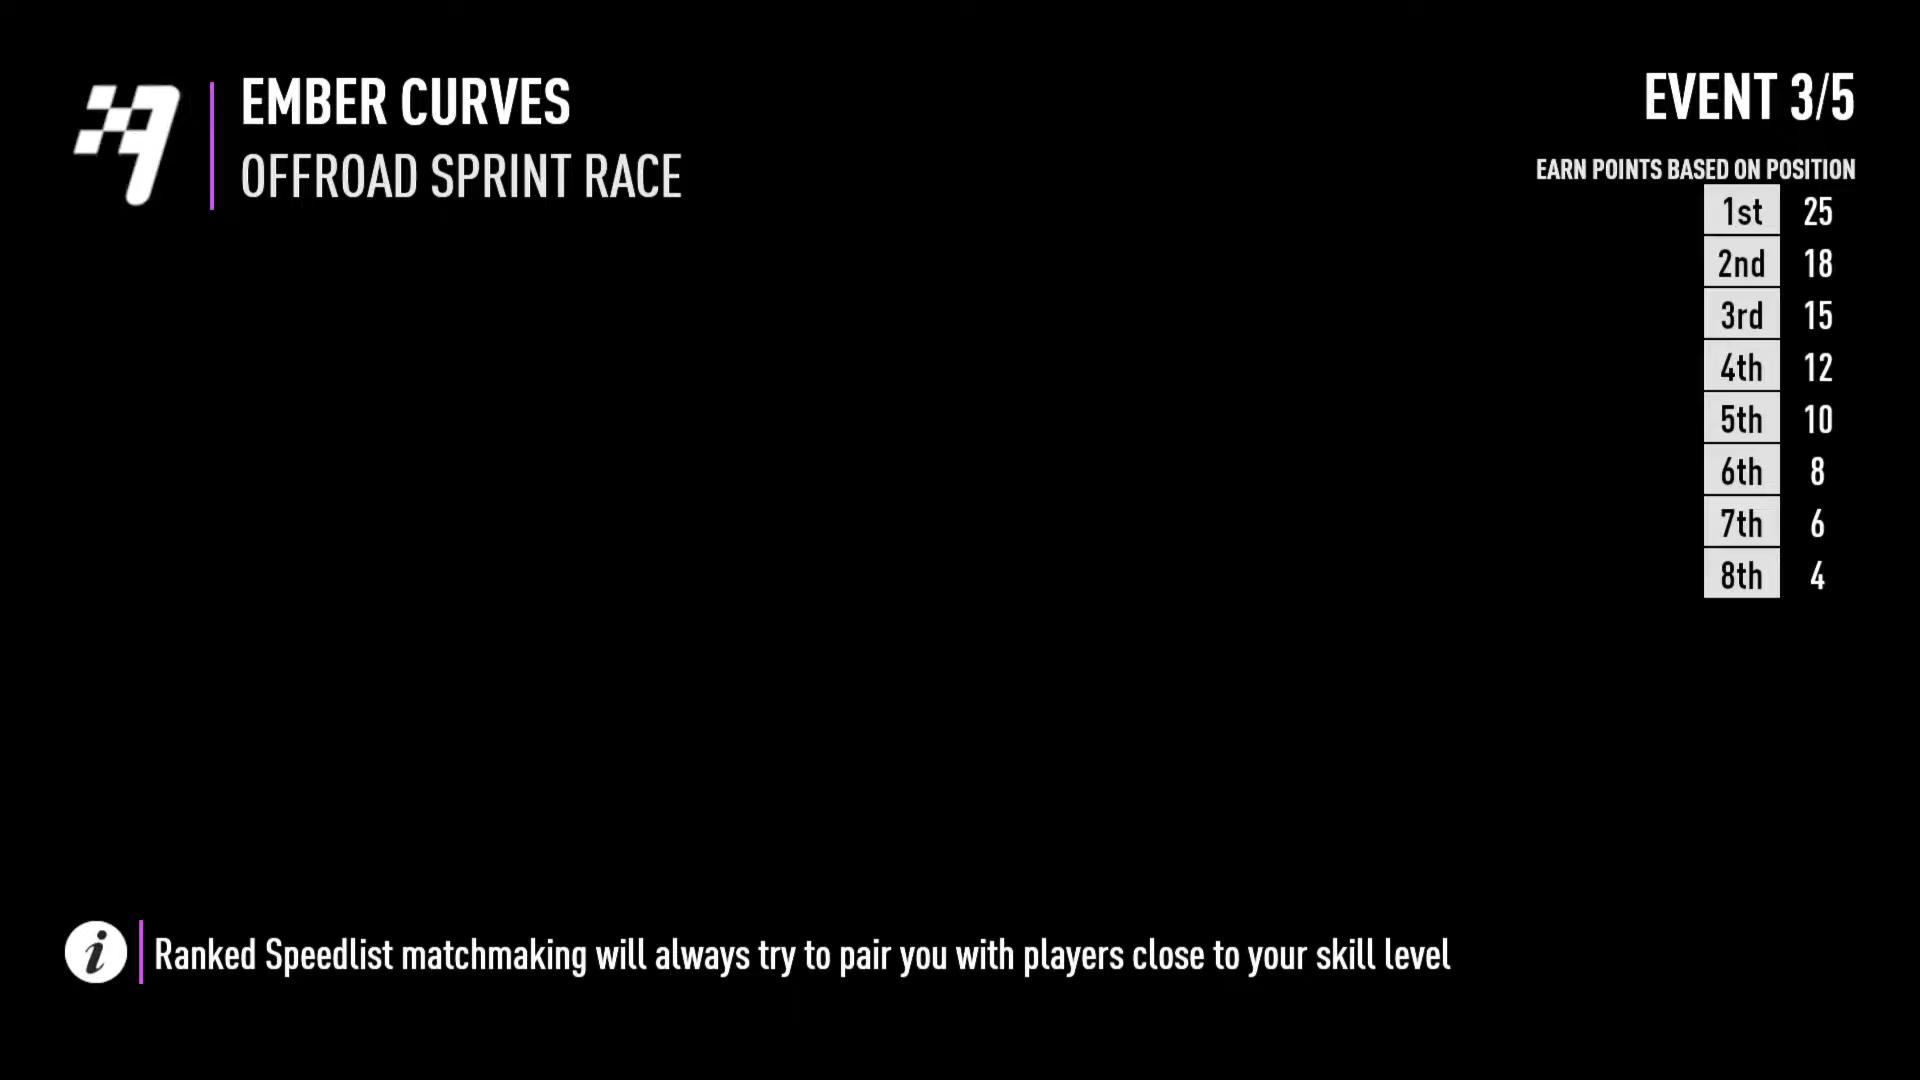 EMBER CURVES
OFFROAD SPRINT RACE
EVENT 3/5
EARN POINTS BASED ON POSITION
1st 25
2nd 18
3rd 15
4th 12
5th 10
6th 8
7th 6
8th 4
i Ranked Speedlist matchmaking will always try to pair you with players close to your skill level